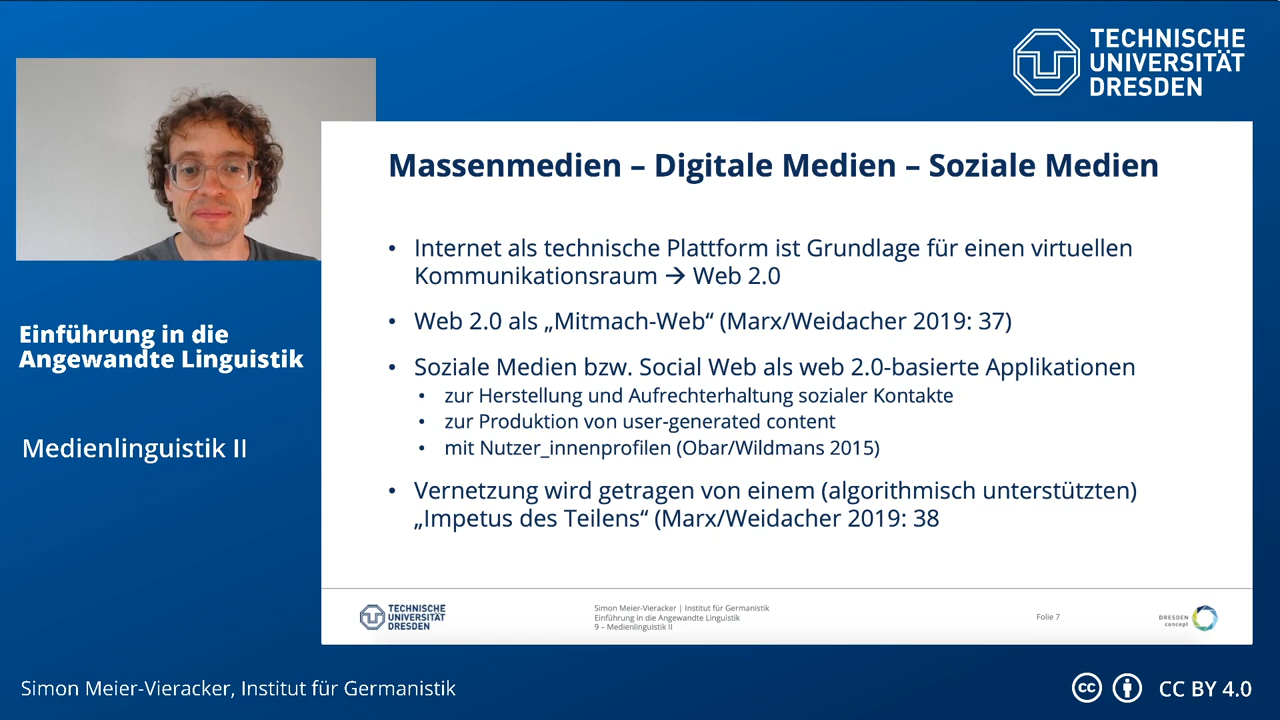 TECHNISCHE
UNIVERSITÄT
DRESDEN
Massenmedien – Digitale Medien – Soziale Medien
• Internet als technische Plattform ist Grundlage für einen virtuellen
Kommunikationsraum → Web 2.0
• Web 2.0 als „Mitmach-Web“ (Marx/Weidacher 2019: 37)
• Soziale Medien bzw. Social Web als web 2.0-basierte Applikationen
• zur Herstellung und Aufrechterhaltung sozialer Kontakte
• zur Produktion von user-generated content
• mit Nutzer_innenprofilen (Obar/Wildmans 2015)
• Vernetzung wird getragen von einem (algorithmisch unterstützten)
„Impetus des Teilens“ (Marx/Weidacher 2019: 38
Einführung in die
Angewandte Linguistik
Medienlinguistik II
TECHNISCHE
UNIVERSITÄT
DRESDEN
Simon Meier-Vieracker | Institut für Germanistik
Einführung in die Angewandte Linguistik
9 – Medienlinguistik II
Folie 7
DRESDEN
concept
Simon Meier-Vieracker, Institut für Germanistik
cc
CC BY 4.0